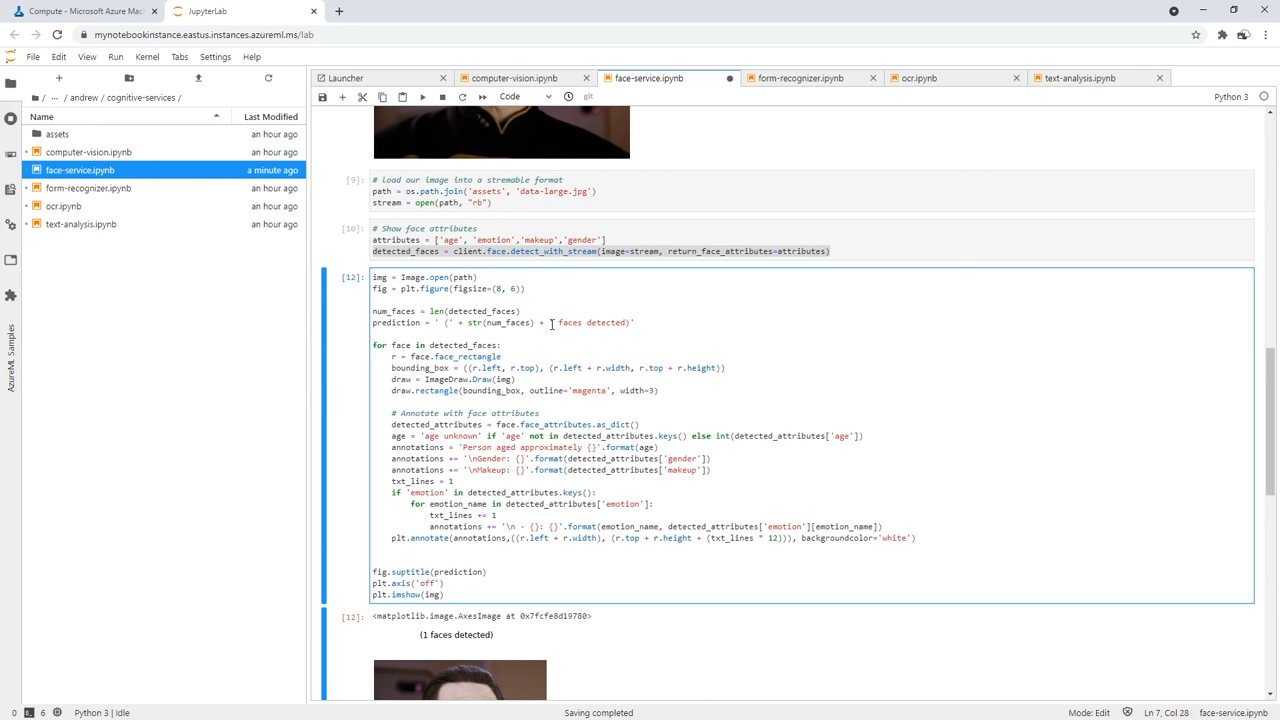 Compute - Microsoft Azure Mac
JupyterLab
mynotebookinstance.eastus.instances.azureml.ms/lab
File Edit View Run Kernel Tabs Settings Help
/ ... / andrew / cognitive-services /
Name Last Modified
assets an hour ago
computer-vision.ipynb an hour ago
face-service.ipynb a minute ago
form-recognizer.ipynb an hour ago
ocr.ipynb an hour ago
text-analysis.ipynb an hour ago
AzureML Samples
Launcher
computer-vision.ipynb
face-service.ipynb
form-recognizer.ipynb
ocr.ipynb
text-analysis.ipynb
Code git Python 3
[9]: # load our image into a stremable format
path = os.path.join('assets', 'data-large.jpg')
stream = open(path, "rb")
[10]: # Show face attributes
attributes = ['age', 'emotion','makeup','gender']
detected_faces = client.face.detect_with_stream(image=stream, return_face_attributes=attributes)
[12]: img = Image.open(path)
fig = plt.figure(figsize=(8, 6))
num_faces = len(detected_faces)
prediction = ' (' + str(num_faces) + ' faces detected)'
for face in detected_faces:
r = face.face_rectangle
bounding_box = ((r.left, r.top), (r.left + r.width, r.top + r.height))
draw = ImageDraw.Draw(img)
draw.rectangle(bounding_box, outline='magenta', width=3)
# Annotate with face attributes
detected_attributes = face.face_attributes.as_dict()
age = 'age unknown' if 'age' not in detected_attributes.keys() else int(detected_attributes['age'])
annotations = 'Person aged approximately {}'.format(age)
annotations += '\nGender: {}'.format(detected_attributes['gender'])
annotations += '\nMakeup: {}'.format(detected_attributes['makeup'])
txt_lines = 1
if 'emotion' in detected_attributes.keys():
for emotion_name in detected_attributes['emotion']:
txt_lines += 1
annotations += '\n - {}: {}'.format(emotion_name, detected_attributes['emotion'][emotion_name])
plt.annotate(annotations,((r.left + r.width), (r.top + r.height + (txt_lines * 12))), backgroundcolor='white')
fig.suptitle(prediction)
plt.axis('off')
plt.imshow(img)
[12]: <matplotlib.image.AxesImage at 0x7fcfe8d19780>
(1 faces detected)
0 6 Python 3 | Idle Saving completed Mode: Edit Ln 7, Col 28 face-service.ipynb